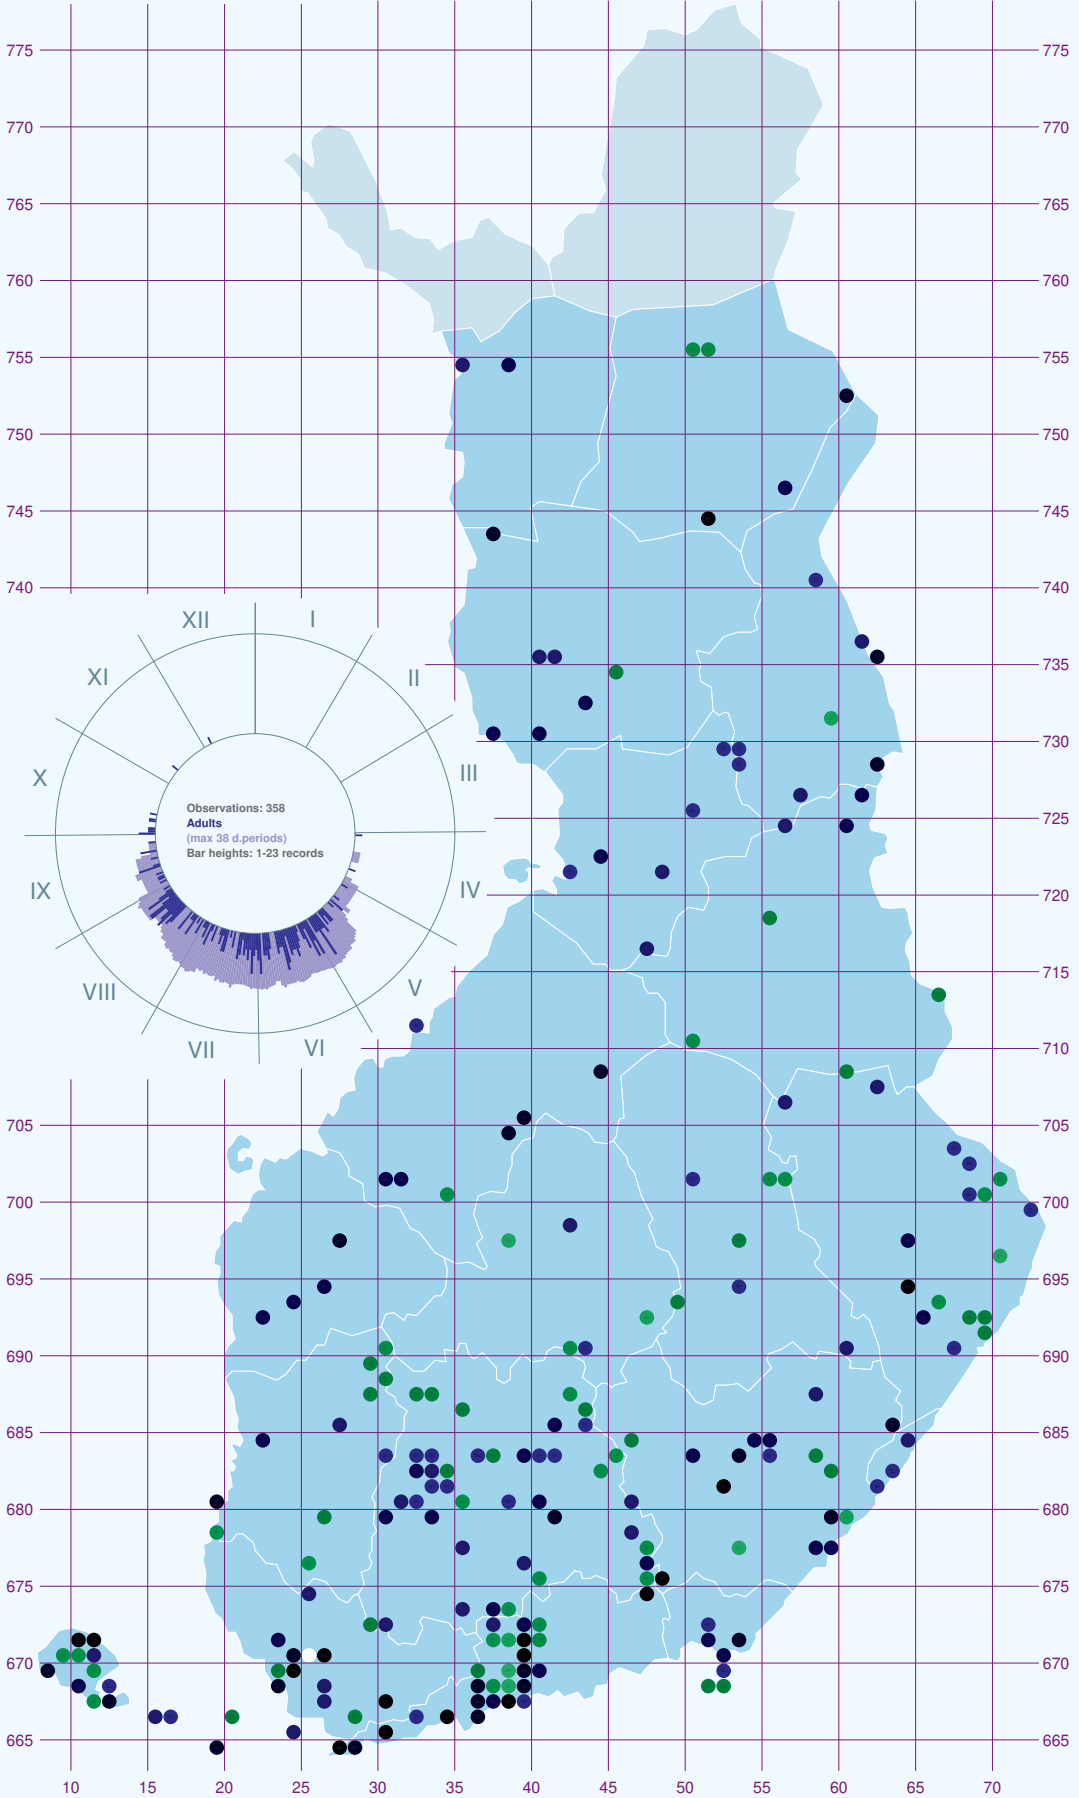 775 775
770 770
765 765
760 760
755 755
750 750
745 745
740 740
XII I
XI II
735 735
730 730
X III
Observations: 358
Adults
(max 38 d.periods)
Bar heights: 1-23 records
725 725
IX IV
720 720
715 715
VIII V
VII VI
710 710
705 705
700 700
695 695
690 690
685 685
680 680
675 675
670 670
665 665
10 15 20 25 30 35 40 45 50 55 60 65 70